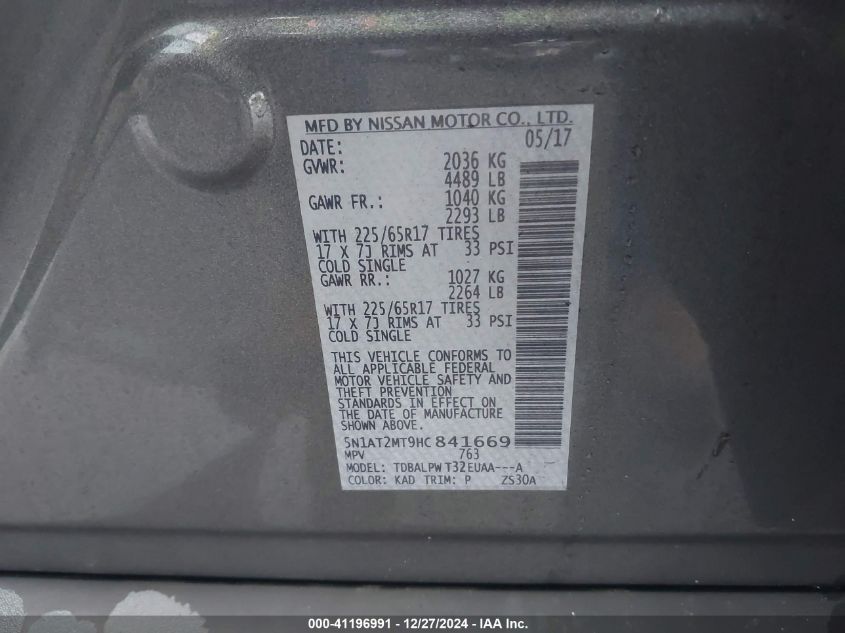 MFD BY NISSAN MOTOR CO., LTD.
DATE: 05/17
GVWR: 2036 KG
4489 LB
GAWR FR.: 1040 KG
2293 LB
WITH 225/65R17 TIRES
17 X 7J RIMS AT 33 PSI
COLD SINGLE
GAWR RR.: 1027 KG
2264 LB
WITH 225/65R17 TIRES
17 X 7J RIMS AT 33 PSI
COLD SINGLE
THIS VEHICLE CONFORMS TO
ALL APPLICABLE FEDERAL
MOTOR VEHICLE SAFETY AND
THEFT PREVENTION
STANDARDS IN EFFECT ON
THE DATE OF MANUFACTURE
SHOWN ABOVE.
5N1AT2MT9HC841669
MPV 763
MODEL: TDBALPW T32EUAA---A
COLOR: KAD TRIM: P ZS30A
000-41196991 - 12/27/2024 - IAA Inc.